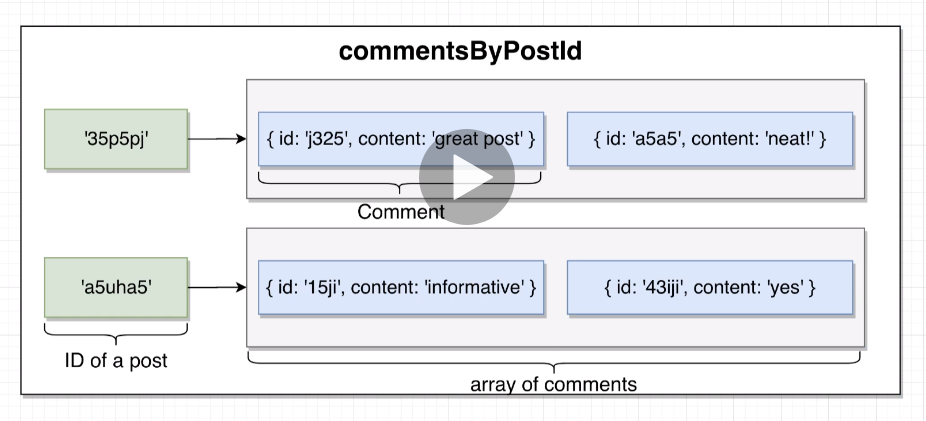 commentsByPostId
'35p5pj'
{ id: 'j325', content: 'great post' }
{ id: 'a5a5', content: 'neat!' }
Comment
'a5uha5'
{ id: '15ji', content: 'informative' }
{ id: '43iji', content: 'yes' }
ID of a post
array of comments